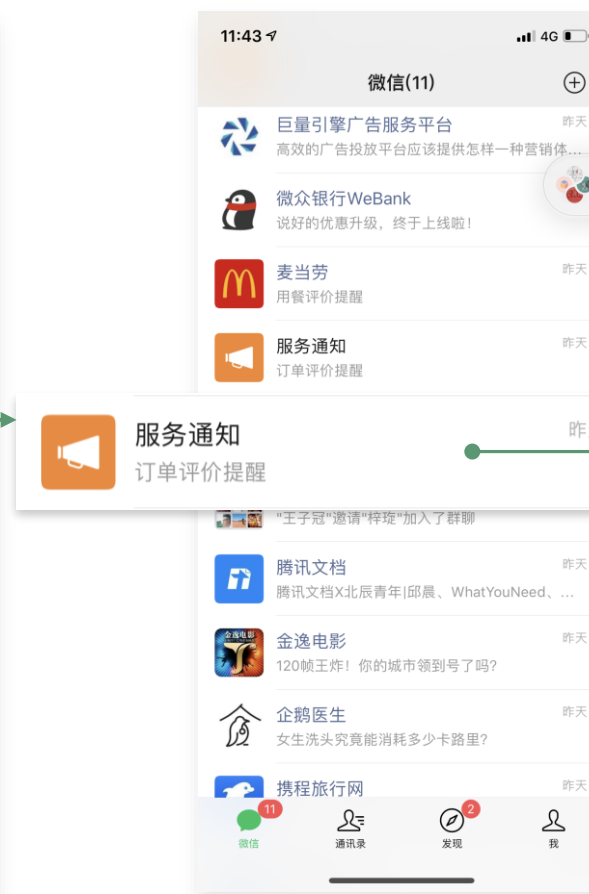 11:43
4G
微信(11)
巨量引擎广告服务平台
昨天
高效的广告投放平台应该提供怎样一种营销体...
微众银行WeBank
说好的优惠升级，终于上线啦！
麦当劳
昨天
用餐评价提醒
服务通知
昨天
订单评价提醒
服务通知
昨
订单评价提醒
"王子冠"邀请"梓琁"加入了群聊
腾讯文档
昨天
腾讯文档X北辰青年|邱晨、WhatYouNeed、...
金逸电影
金逸电影
昨天
120帧王炸！你的城市领到号了吗?
企鹅医生
昨天
女生洗头究竟能消耗多少卡路里？
携程旅行网
昨天
11
2
微信
通讯录
发现
我